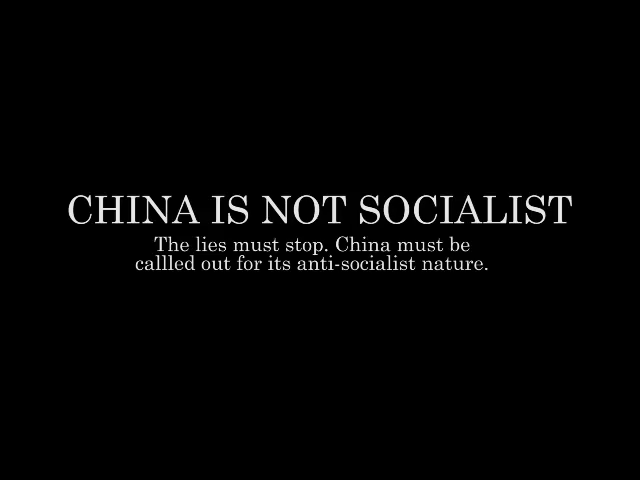 CHINA IS NOT SOCIALIST
The lies must stop. China must be
callled out for its anti-socialist nature.